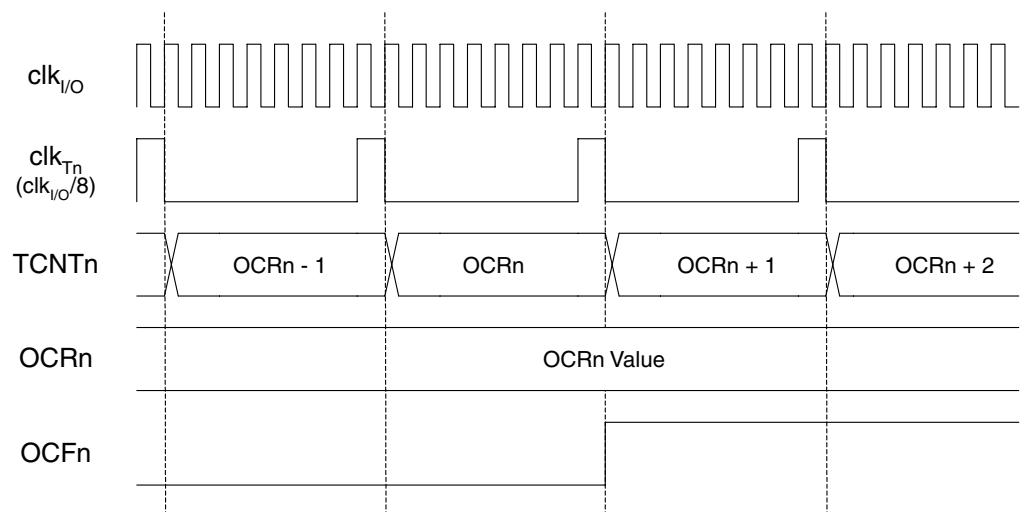 clkI/O
clkTn
(clkI/O/8)
TCNTn
OCRn - 1
OCRn
OCRn + 1
OCRn + 2
OCRn
OCRn Value
OCFn